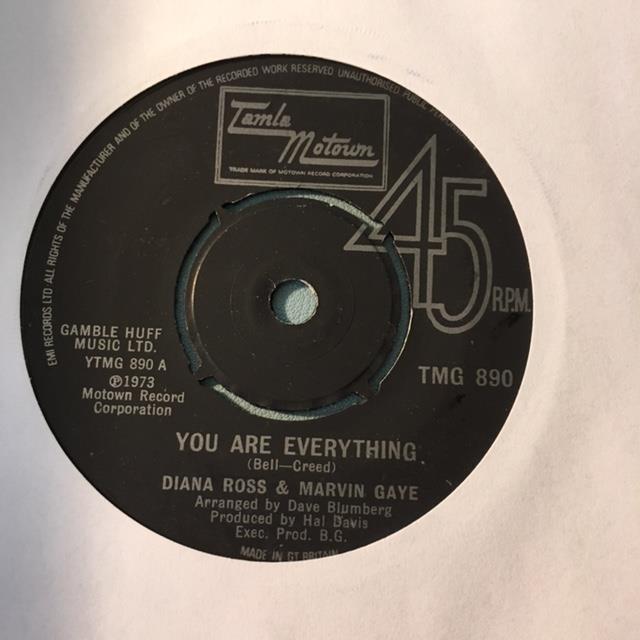 EMI RECORDS LTD ALL RIGHTS OF THE MANUFACTURER AND OF THE OWNER OF THE RECORDED WORK RESERVED UNAUTHORISED PUBLIC
Tamla
Motown
TRADE MARK OF MOTOWN RECORD CORPORATION
45
R.P.M.
GAMBLE HUFF
MUSIC LTD.
YTMG 890 A
Ⓟ1973
Motown Record
Corporation
TMG 890
YOU ARE EVERYTHING
(Bell—Creed)
DIANA ROSS & MARVIN GAYE
Arranged by Dave Blumberg
Produced by Hal Davis
Exec. Prod. B.G.
MADE IN GT BRITAIN